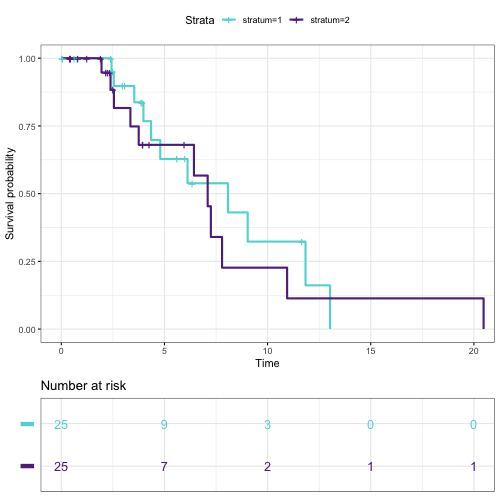 Strata stratum=1 stratum=2
1.00
0.75
0.50
0.25
0.00
Survival probability
0 5 10 15 20
Time
Number at risk
25 9 3 0 0
25 7 2 1 1